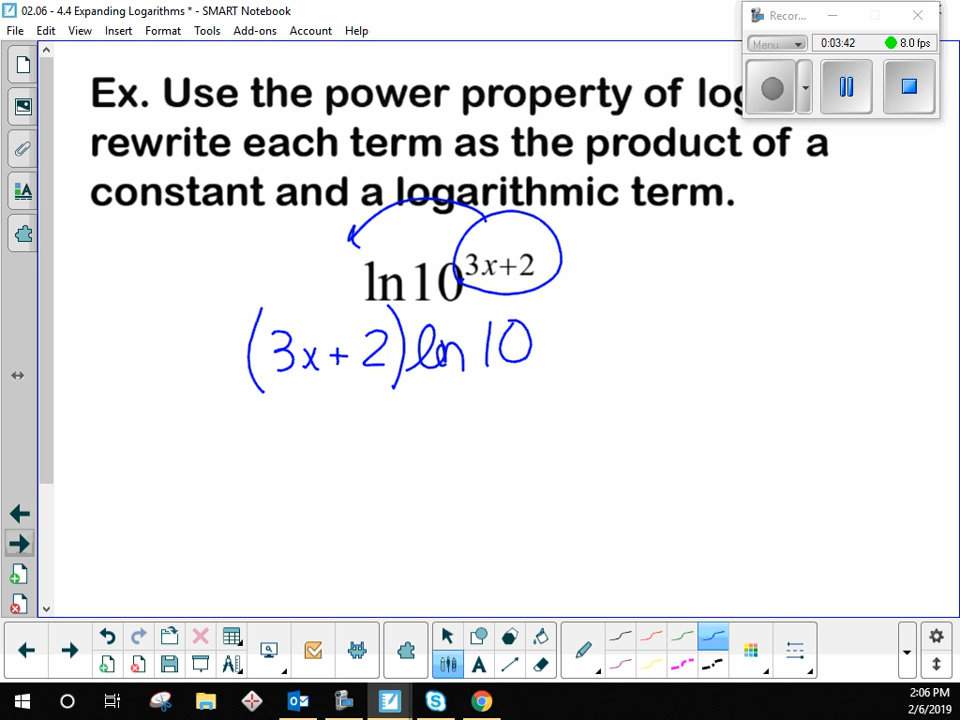 02.06 - 4.4 Expanding Logarithms * - SMART Notebook
File Edit View Insert Format Tools Add-ons Account Help
Recor...
Menu
0:03:42
8.0 fps
Ex. Use the power property of log
rewrite each term as the product of a
constant and a logarithmic term.
ln10^{3x+2}
(3x+2)ln 10
2:06 PM
2/6/2019